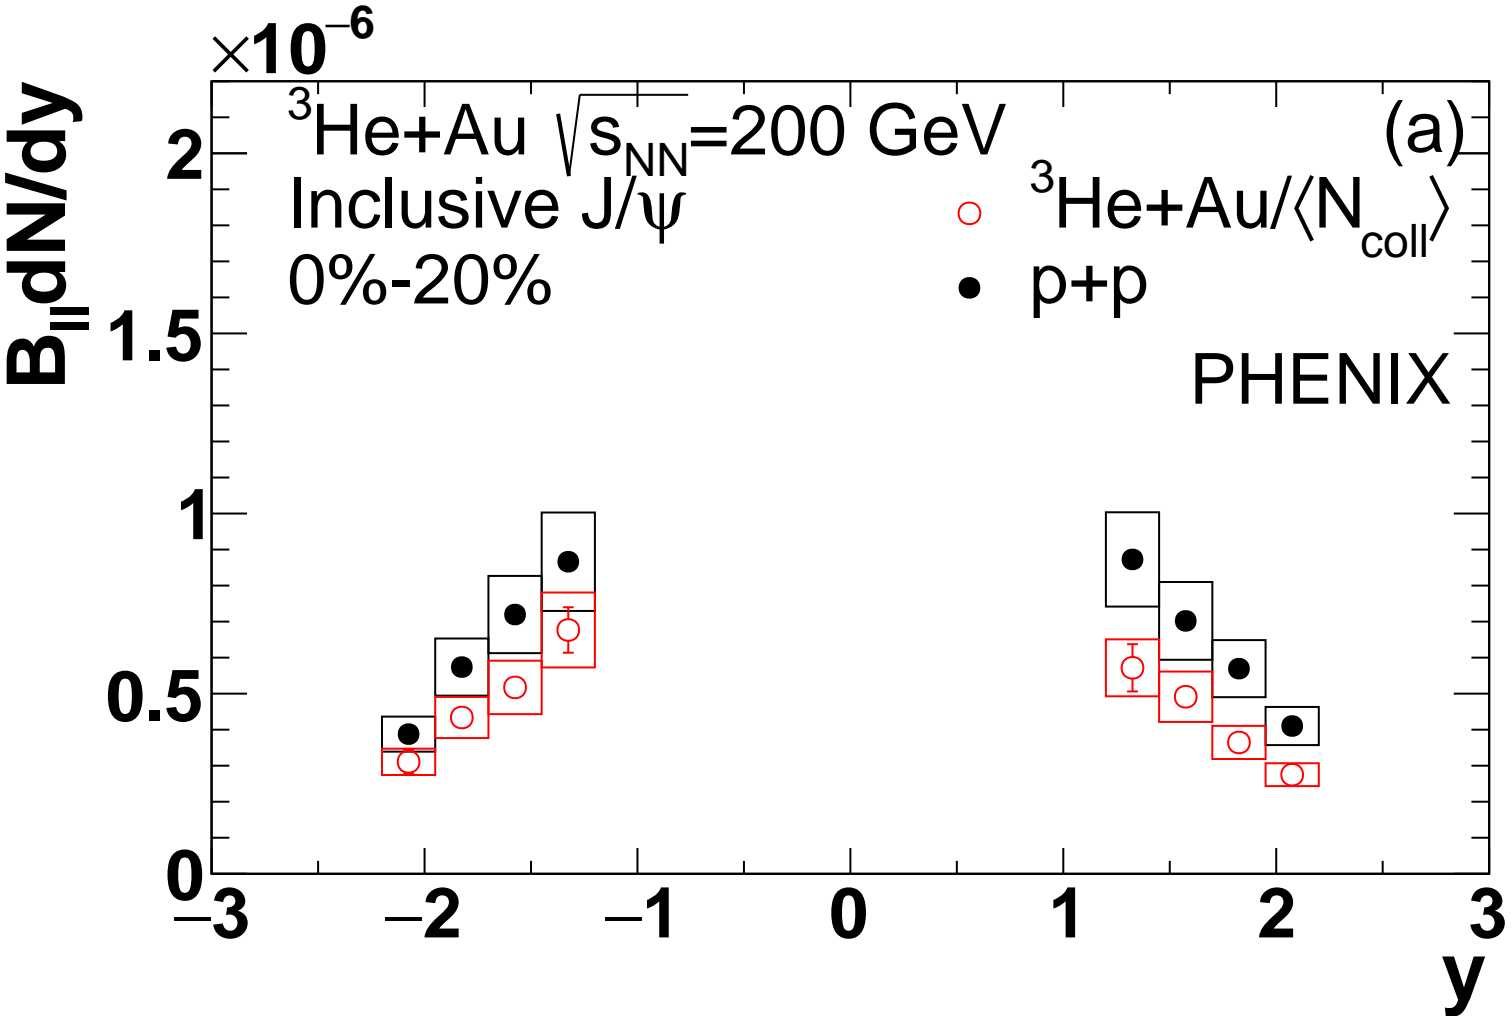 ×10⁻⁶
B_ll dN/dy
³He+Au √s_NN=200 GeV
(a)
Inclusive J/ψ
0%-20%
³He+Au/⟨N_coll⟩
p+p
PHENIX
2
1.5
1
0.5
0
−3 −2 −1 0 1 2 3
y